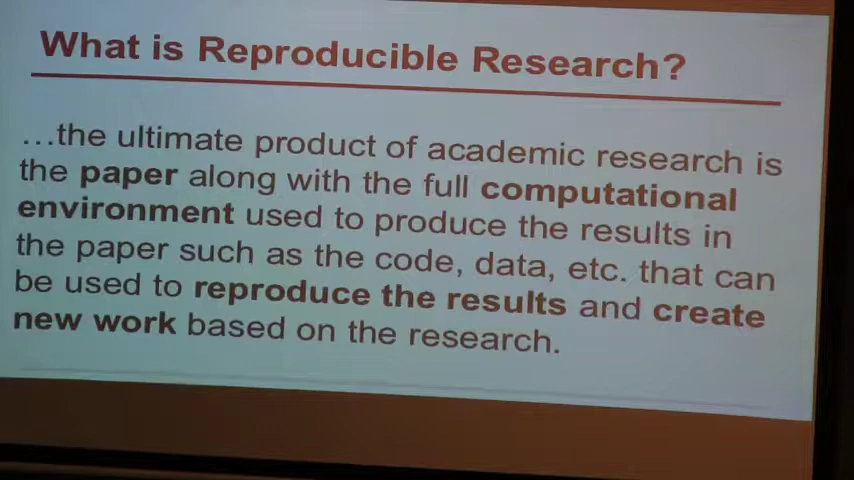 What is Reproducible Research?
...the ultimate product of academic research is
the paper along with the full computational
environment used to produce the results in
the paper such as the code, data, etc. that can
be used to reproduce the results and create
new work based on the research.